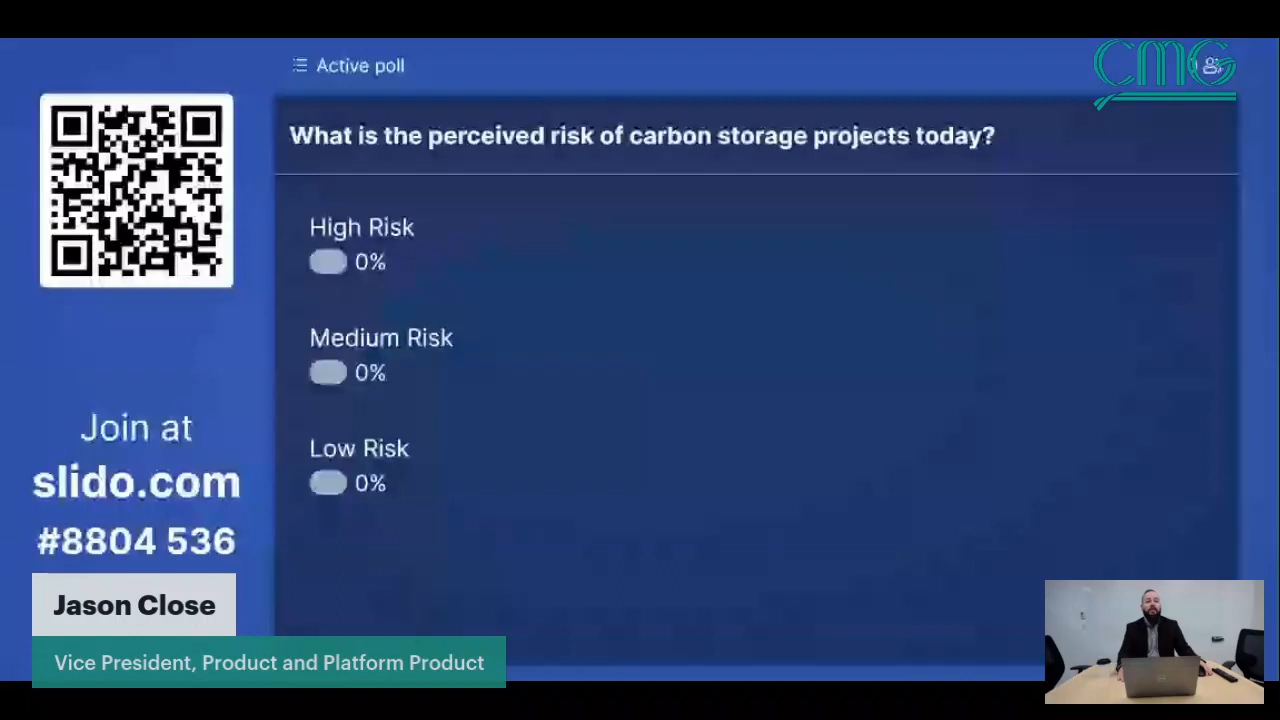 Active poll
CMG
What is the perceived risk of carbon storage projects today?
High Risk
0%
Medium Risk
0%
Low Risk
0%
Join at
slido.com
#8804 536
Jason Close
Vice President, Product and Platform Product